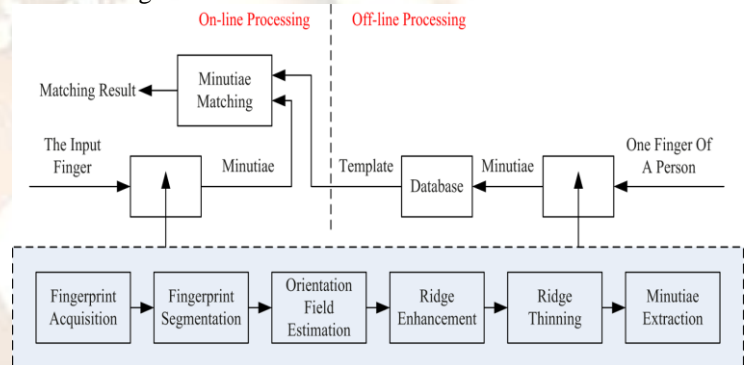 On-line Processing
Off-line Processing
Minutiae
Matching
Matching Result
The Input
Finger
Minutiae
Template
Database
Minutiae
One Finger Of
A Person
Fingerprint
Acquisition
Fingerprint
Segmentation
Orientation
Field
Estimation
Ridge
Enhancement
Ridge
Thinning
Minutiae
Extraction